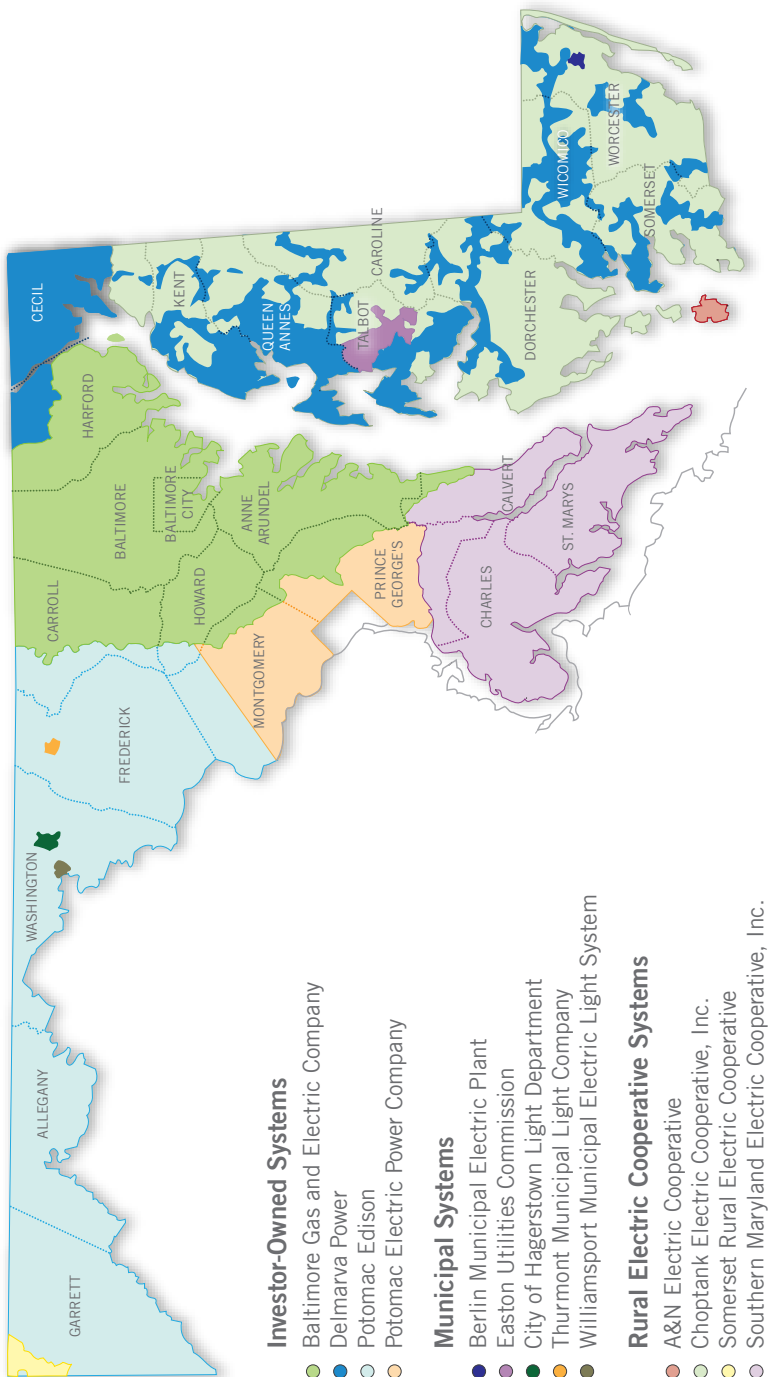 GARRETT
ALLEGANY
WASHINGTON
FREDERICK
CARROLL
BALTIMORE
HARFORD
CECIL
BALTIMORE
CITY
HOWARD
ANNE
ARUNDEL
MONTGOMERY
PRINCE
GEORGE'S
CALVERT
CHARLES
ST. MARYS
KENT
QUEEN
ANNES
TALBOT
CAROLINE
DORCHESTER
WICOMICO
WORCESTER
SOMERSET
Investor-Owned Systems
Baltimore Gas and Electric Company
Delmarva Power
Potomac Edison
Potomac Electric Power Company
Municipal Systems
Berlin Municipal Electric Plant
Easton Utilities Commission
City of Hagerstown Light Department
Thurmont Municipal Light Company
Williamsport Municipal Electric Light System
Rural Electric Cooperative Systems
A&N Electric Cooperative
Choptank Electric Cooperative, Inc.
Somerset Rural Electric Cooperative
Southern Maryland Electric Cooperative, Inc.